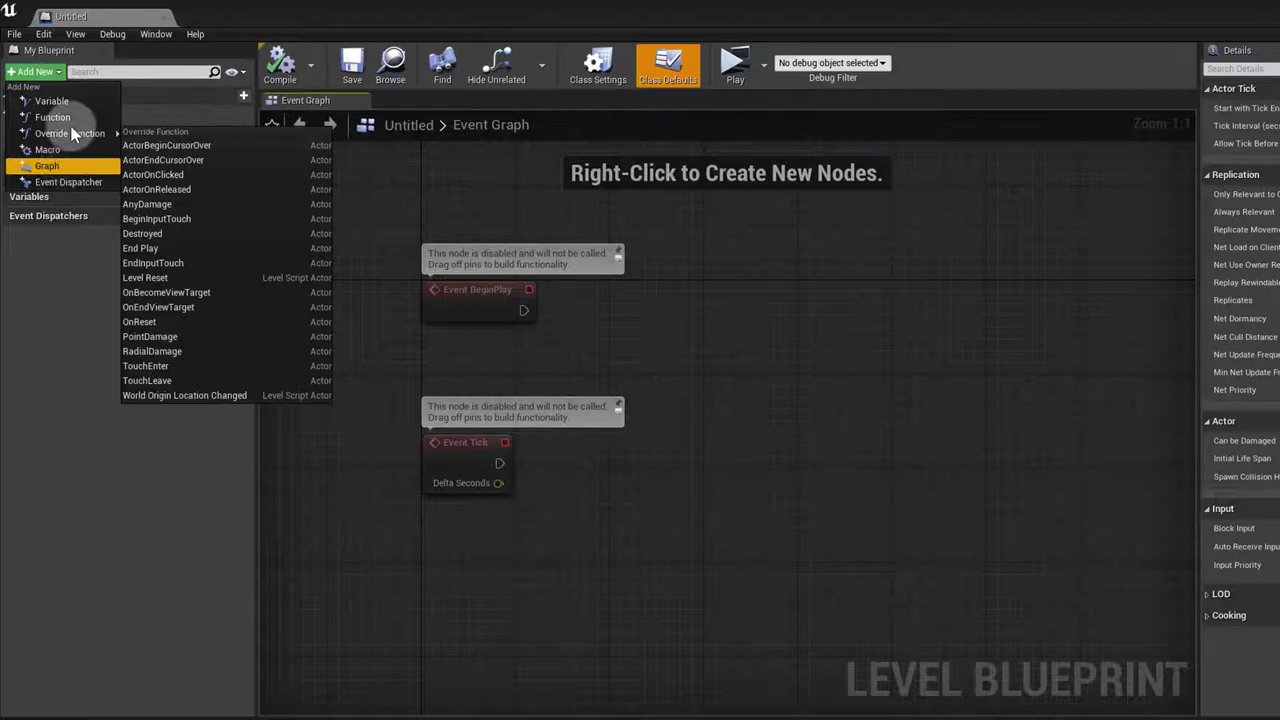 Untitled
File Edit View Asset Debug Window Help
My Blueprint
Add New
Search
Compile
Save
Browse
Find
Hide Unrelated
Class Settings
Class Defaults
Play
No debug object selected
Debug Filter
Details
Search Details
Add New
Variable
Function
Override Function
Macro
Graph
Event Dispatcher
Variables
Event Dispatchers
Override Function
ActorBeginCursorOver Actor
ActorEndCursorOver Actor
ActorOnClicked Actor
ActorOnReleased Actor
AnyDamage Actor
BeginInputTouch Actor
Destroyed Actor
End Play Actor
EndInputTouch Actor
Level Reset Level Script Actor
OnBecomeViewTarget Actor
OnEndViewTarget Actor
OnReset Actor
PointDamage Actor
RadialDamage Actor
TouchEnter Actor
TouchLeave Actor
World Origin Location Changed Level Script Actor
Event Graph
Untitled > Event Graph
Zoom 1:1
Right-Click to Create New Nodes.
This node is disabled and will not be called.
Drag off pins to build functionality.
Event BeginPlay
This node is disabled and will not be called.
Drag off pins to build functionality.
Event Tick
Delta Seconds
LEVEL BLUEPRINT
Actor Tick
Start with Tick En
Tick Interval (sec
Allow Tick Before
Replication
Only Relevant to C
Always Relevant
Replicate Movem
Net Load on Client
Net Use Owner Re
Replay Rewindab
Replicates
Net Dormancy
Net Cull Distance
Net Update Frequ
Min Net Update F
Net Priority
Actor
Can be Damaged
Initial Life Span
Spawn Collision H
Input
Block Input
Auto Receive Inpu
Input Priority
LOD
Cooking